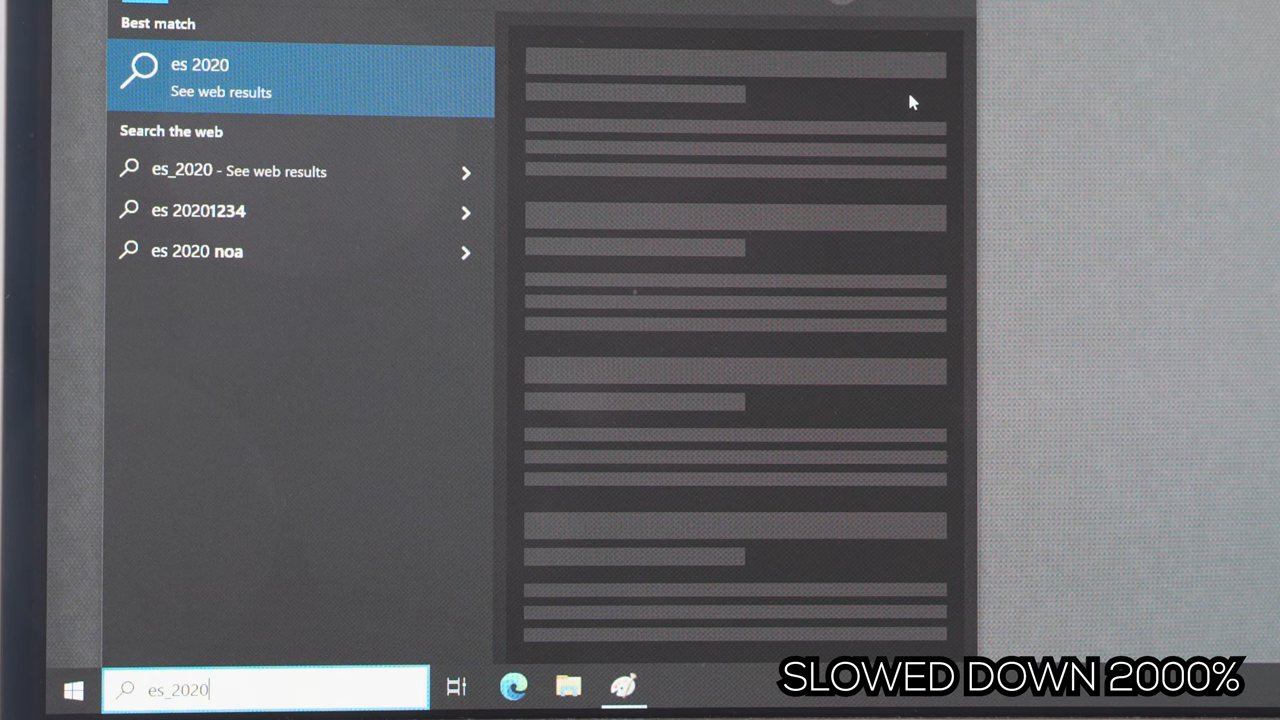 Best match
es 2020
See web results
Search the web
es_2020 - See web results
es 20201234
es 2020 noa
es_2020
SLOWED DOWN 2000%